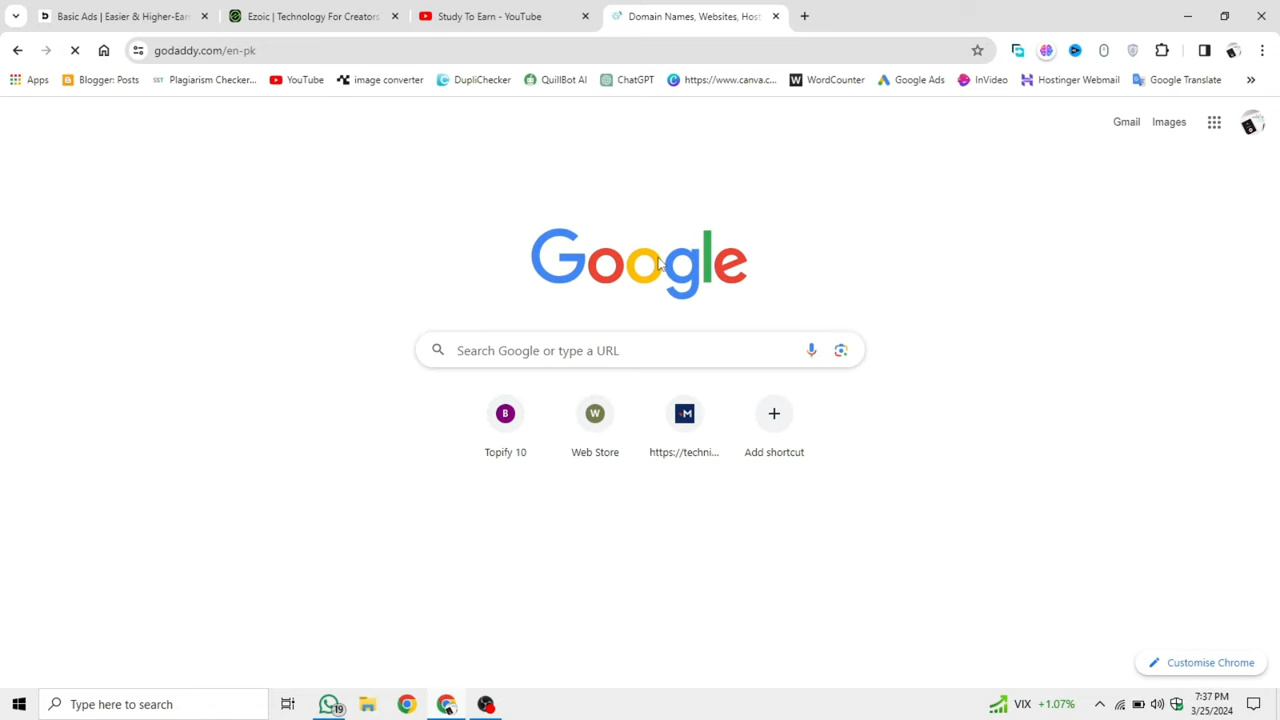 Basic Ads | Easier & Higher-Earn
Ezoic | Technology For Creators
Study To Earn - YouTube
Domain Names, Websites, Host
godaddy.com/en-pk
Apps
Blogger: Posts
SST
Plagiarism Checker...
YouTube
image converter
DupliChecker
QuillBot AI
ChatGPT
https://www.canva.c...
W
WordCounter
Google Ads
InVideo
Hostinger Webmail
Google Translate
Gmail
Images
Google
Search Google or type a URL
B
W
M
Topify 10
Web Store
https://techni...
Add shortcut
Customise Chrome
Type here to search
19
VIX
+1.07%
7:37 PM
3/25/2024